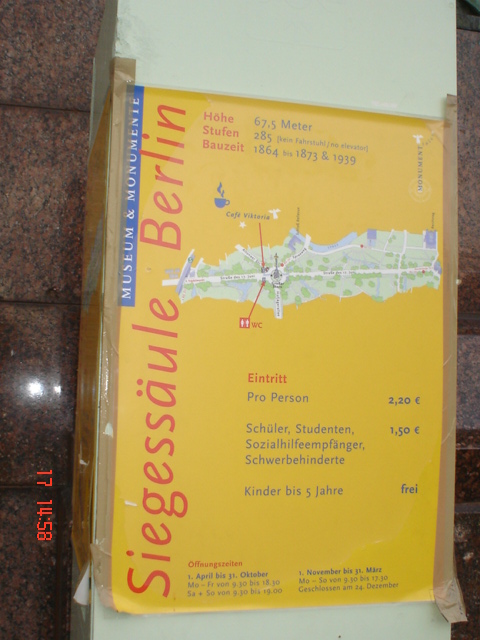 MUSEUM & MONUMENTE
Siegessäule Berlin
Höhe 67,5 Meter
Stufen 285 (kein Fahrstuhl/no elevator)
Bauzeit 1864 bis 1873 & 1939
MONUMENT
Café Viktoria
WC
Eintritt
Pro Person 2,20 €
Schüler, Studenten, 1,50 €
Sozialhilfeempfänger,
Schwerbehinderte
Kinder bis 5 Jahre frei
Öffnungszeiten
1. April bis 31. Oktober
Mo – Fr von 9.30 bis 18.30
Sa + So von 9.30 bis 19.00
1. November bis 31. März
Mo – So von 9.30 bis 17.30
Geschlossen am 24. Dezember
17 14:58